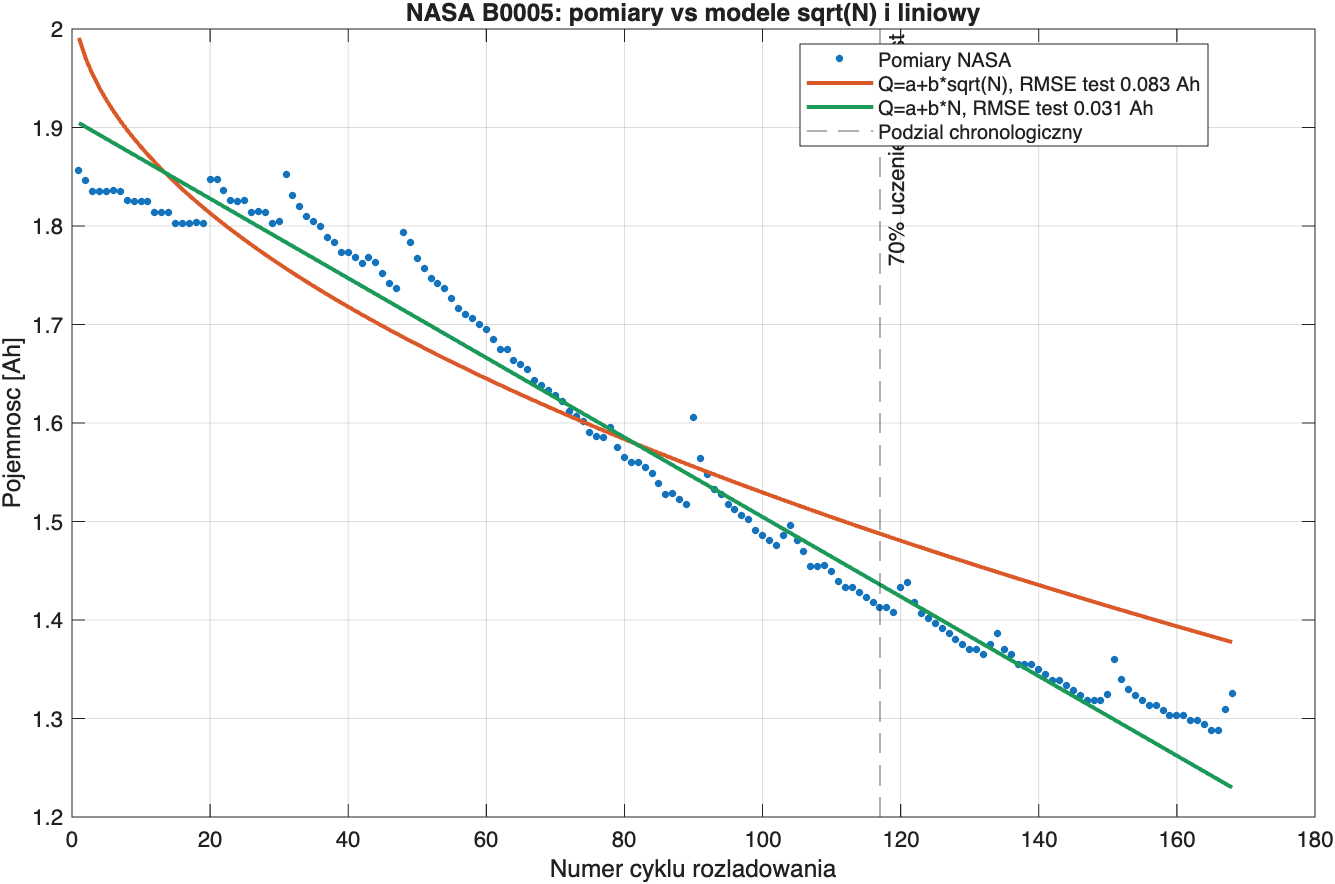 NASA B0005: pomiary vs modele sqrt(N) i liniowy
Pojemnosc [Ah]
2
1.9
1.8
1.7
1.6
1.5
1.4
1.3
1.2
Pomiary NASA
Q=a+b*sqrt(N), RMSE test 0.083 Ah
Q=a+b*N, RMSE test 0.031 Ah
Podzial chronologiczny
70% uczenie
0 20 40 60 80 100 120 140 160 180
Numer cyklu rozladowania